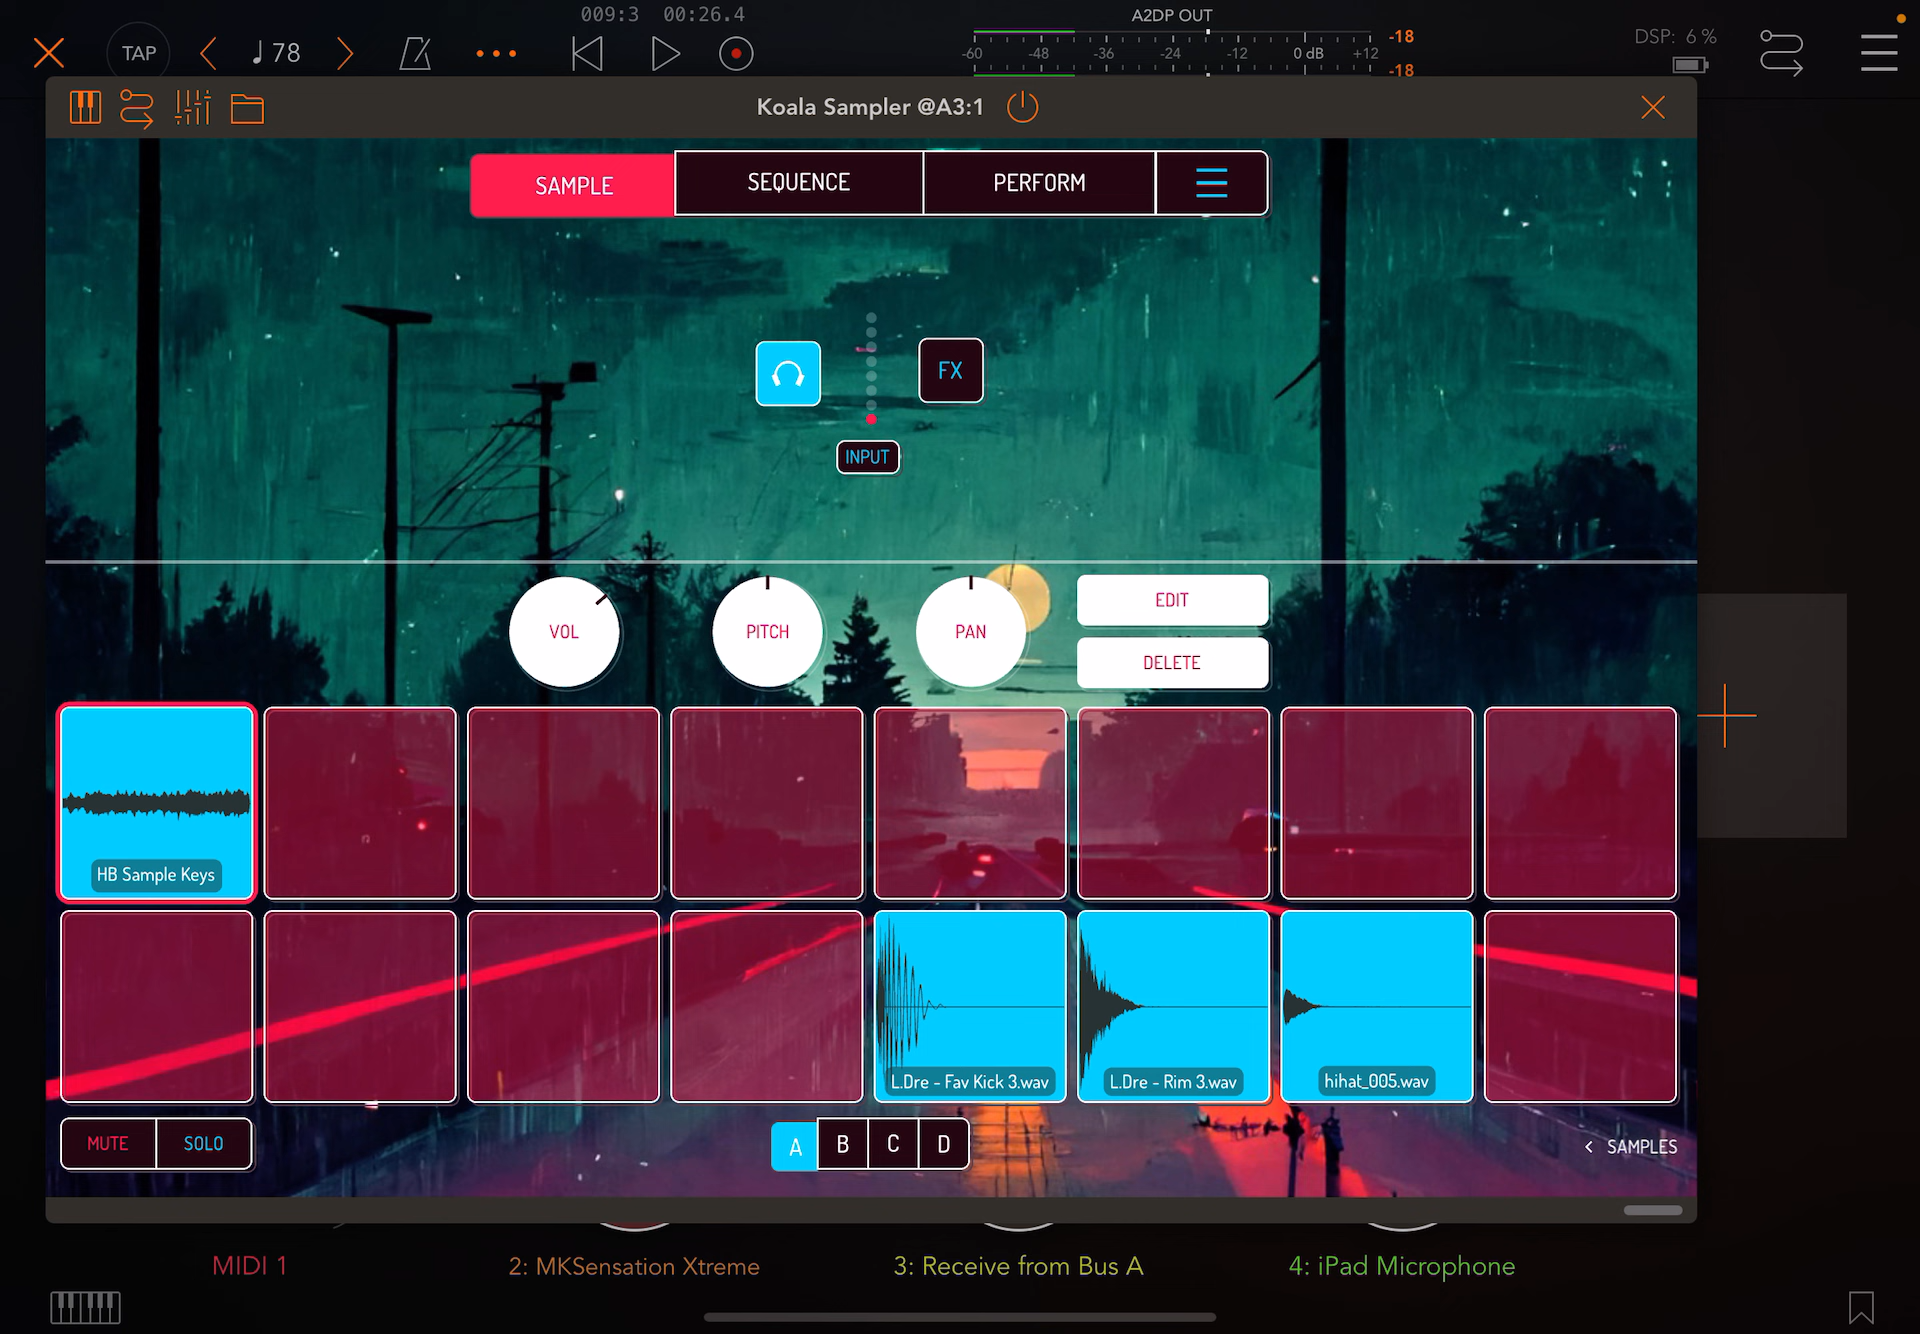 009:3 00:26.4
A2DP OUT
TAP
78
-60 -48 -36 -24 -12 0 dB +12
-18
-18
DSP: 6 %
Koala Sampler @A3:1
SAMPLE
SEQUENCE
PERFORM
FX
INPUT
VOL
PITCH
PAN
EDIT
DELETE
HB Sample Keys
L.Dre - Fav Kick 3.wav
L.Dre - Rim 3.wav
hihat_005.wav
MUTE
SOLO
A
B
C
D
< SAMPLES
MIDI 1
2: MKSensation Xtreme
3: Receive from Bus A
4: iPad Microphone